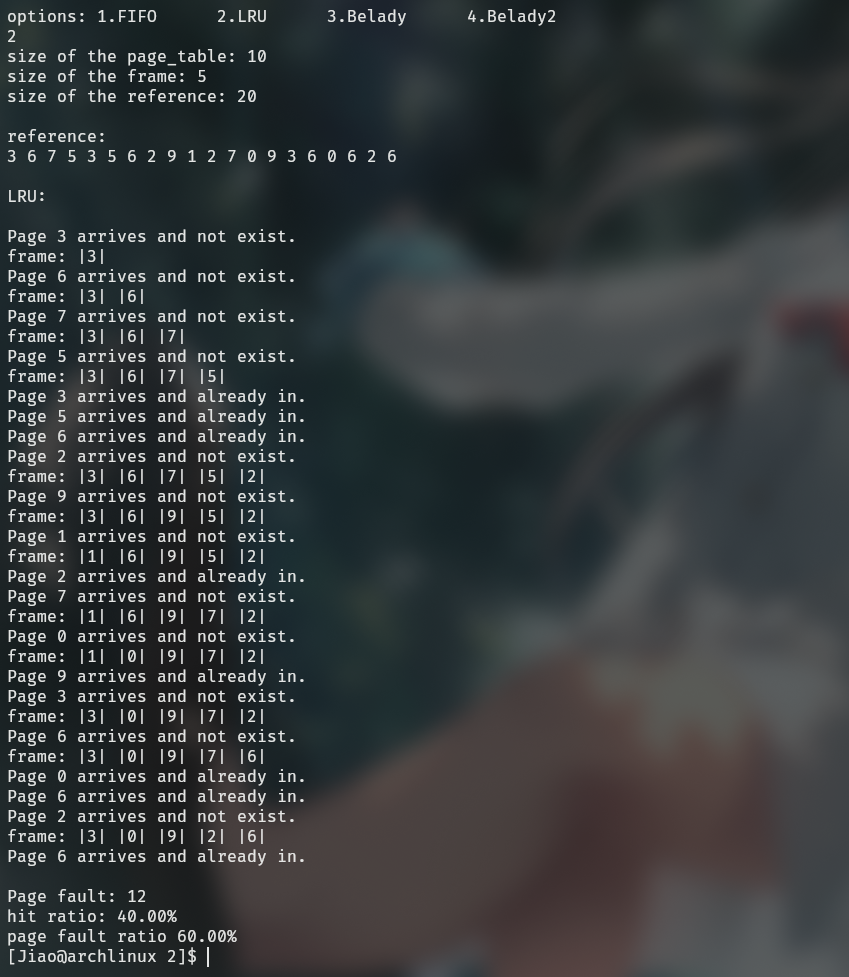 options: 1.FIFO      2.LRU      3.Belady      4.Belady2
2
size of the page_table: 10
size of the frame: 5
size of the reference: 20

reference:
3 6 7 5 3 5 6 2 9 1 2 7 0 9 3 6 0 6 2 6

LRU:

Page 3 arrives and not exist.
frame: |3|
Page 6 arrives and not exist.
frame: |3| |6|
Page 7 arrives and not exist.
frame: |3| |6| |7|
Page 5 arrives and not exist.
frame: |3| |6| |7| |5|
Page 3 arrives and already in.
Page 5 arrives and already in.
Page 6 arrives and already in.
Page 2 arrives and not exist.
frame: |3| |6| |7| |5| |2|
Page 9 arrives and not exist.
frame: |3| |6| |9| |5| |2|
Page 1 arrives and not exist.
frame: |1| |6| |9| |5| |2|
Page 2 arrives and already in.
Page 7 arrives and not exist.
frame: |1| |6| |9| |7| |2|
Page 0 arrives and not exist.
frame: |1| |0| |9| |7| |2|
Page 9 arrives and already in.
Page 3 arrives and not exist.
frame: |3| |0| |9| |7| |2|
Page 6 arrives and not exist.
frame: |3| |0| |9| |7| |6|
Page 0 arrives and already in.
Page 6 arrives and already in.
Page 2 arrives and not exist.
frame: |3| |0| |9| |2| |6|
Page 6 arrives and already in.

Page fault: 12
hit ratio: 40.00%
page fault ratio 60.00%
[Jiao@archlinux 2]$